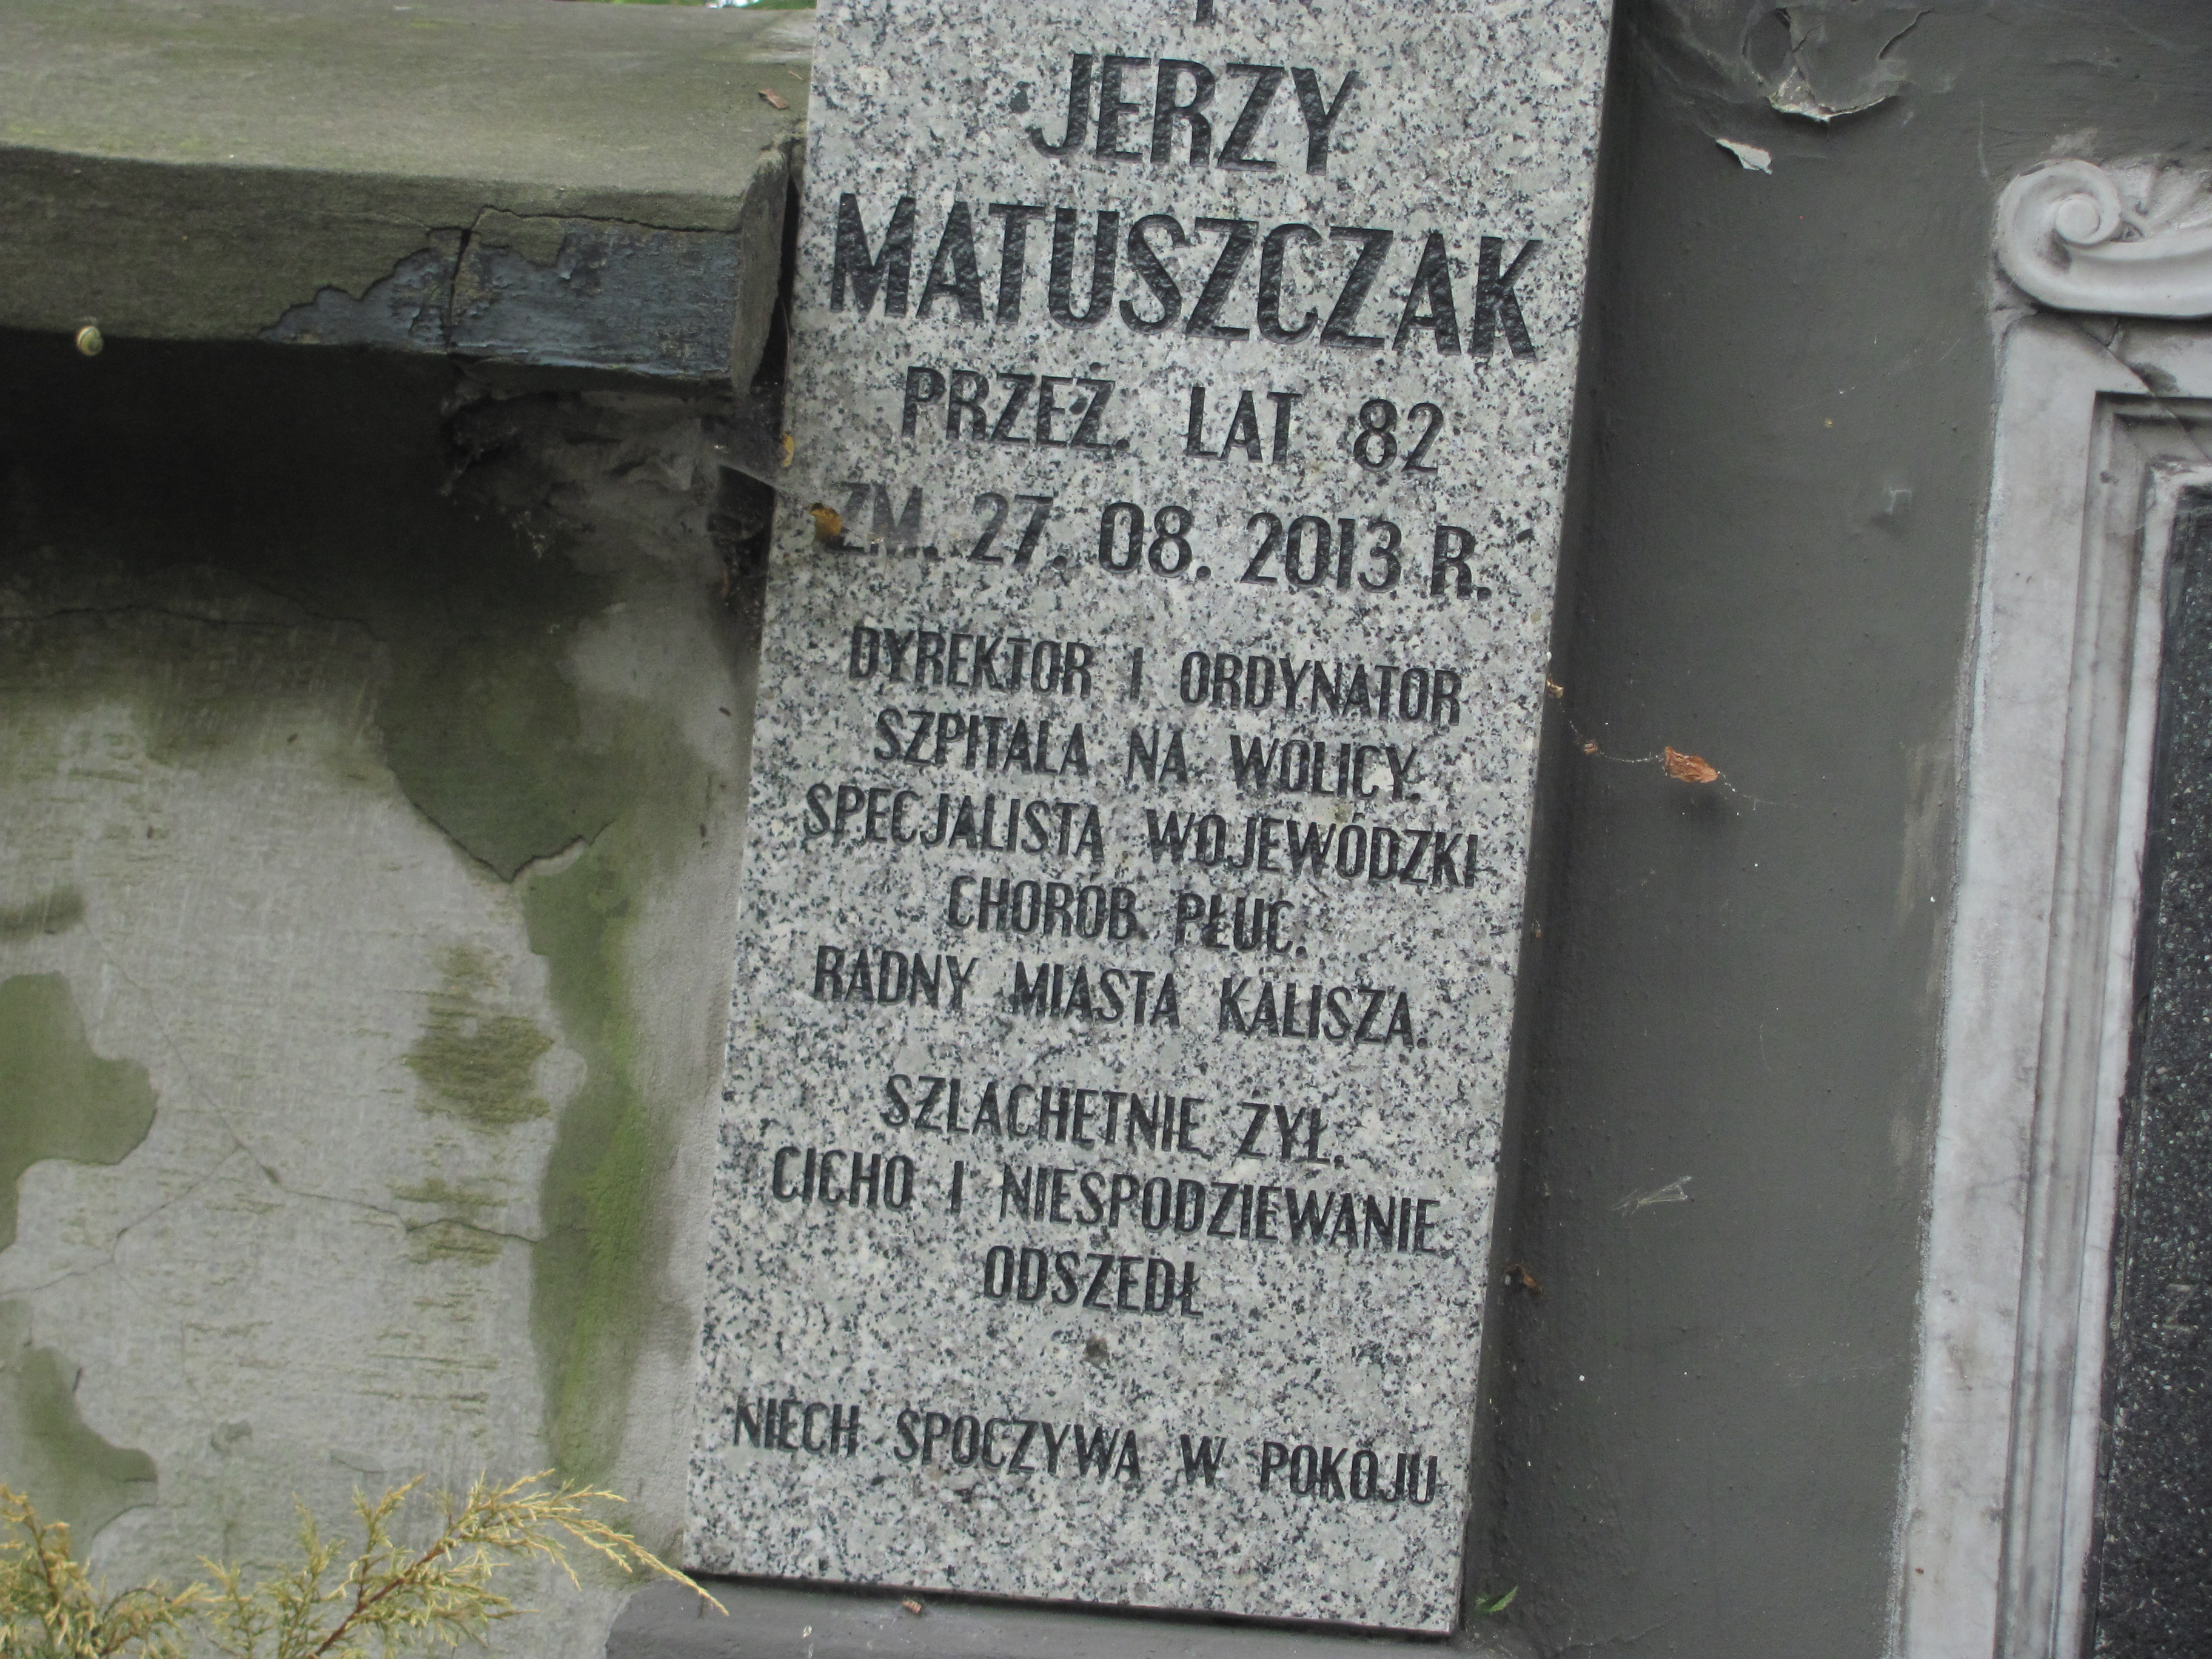 JERZY
MATUSZCZAK
PRZEŻ. LAT 82
ZM. 27. 08. 2013 R.
DYREKTOR I ORDYNATOR
SZPITALA NA WOLICY.
SPECJALISTA WOJEWÓDZKI
CHORÓB PŁUC.
RADNY MIASTA KALISZA.
SZLACHETNIE ŻYŁ.
CICHO I NIESPODZIEWANIE
ODSZEDŁ
NIECH SPOCZYWA W POKOJU